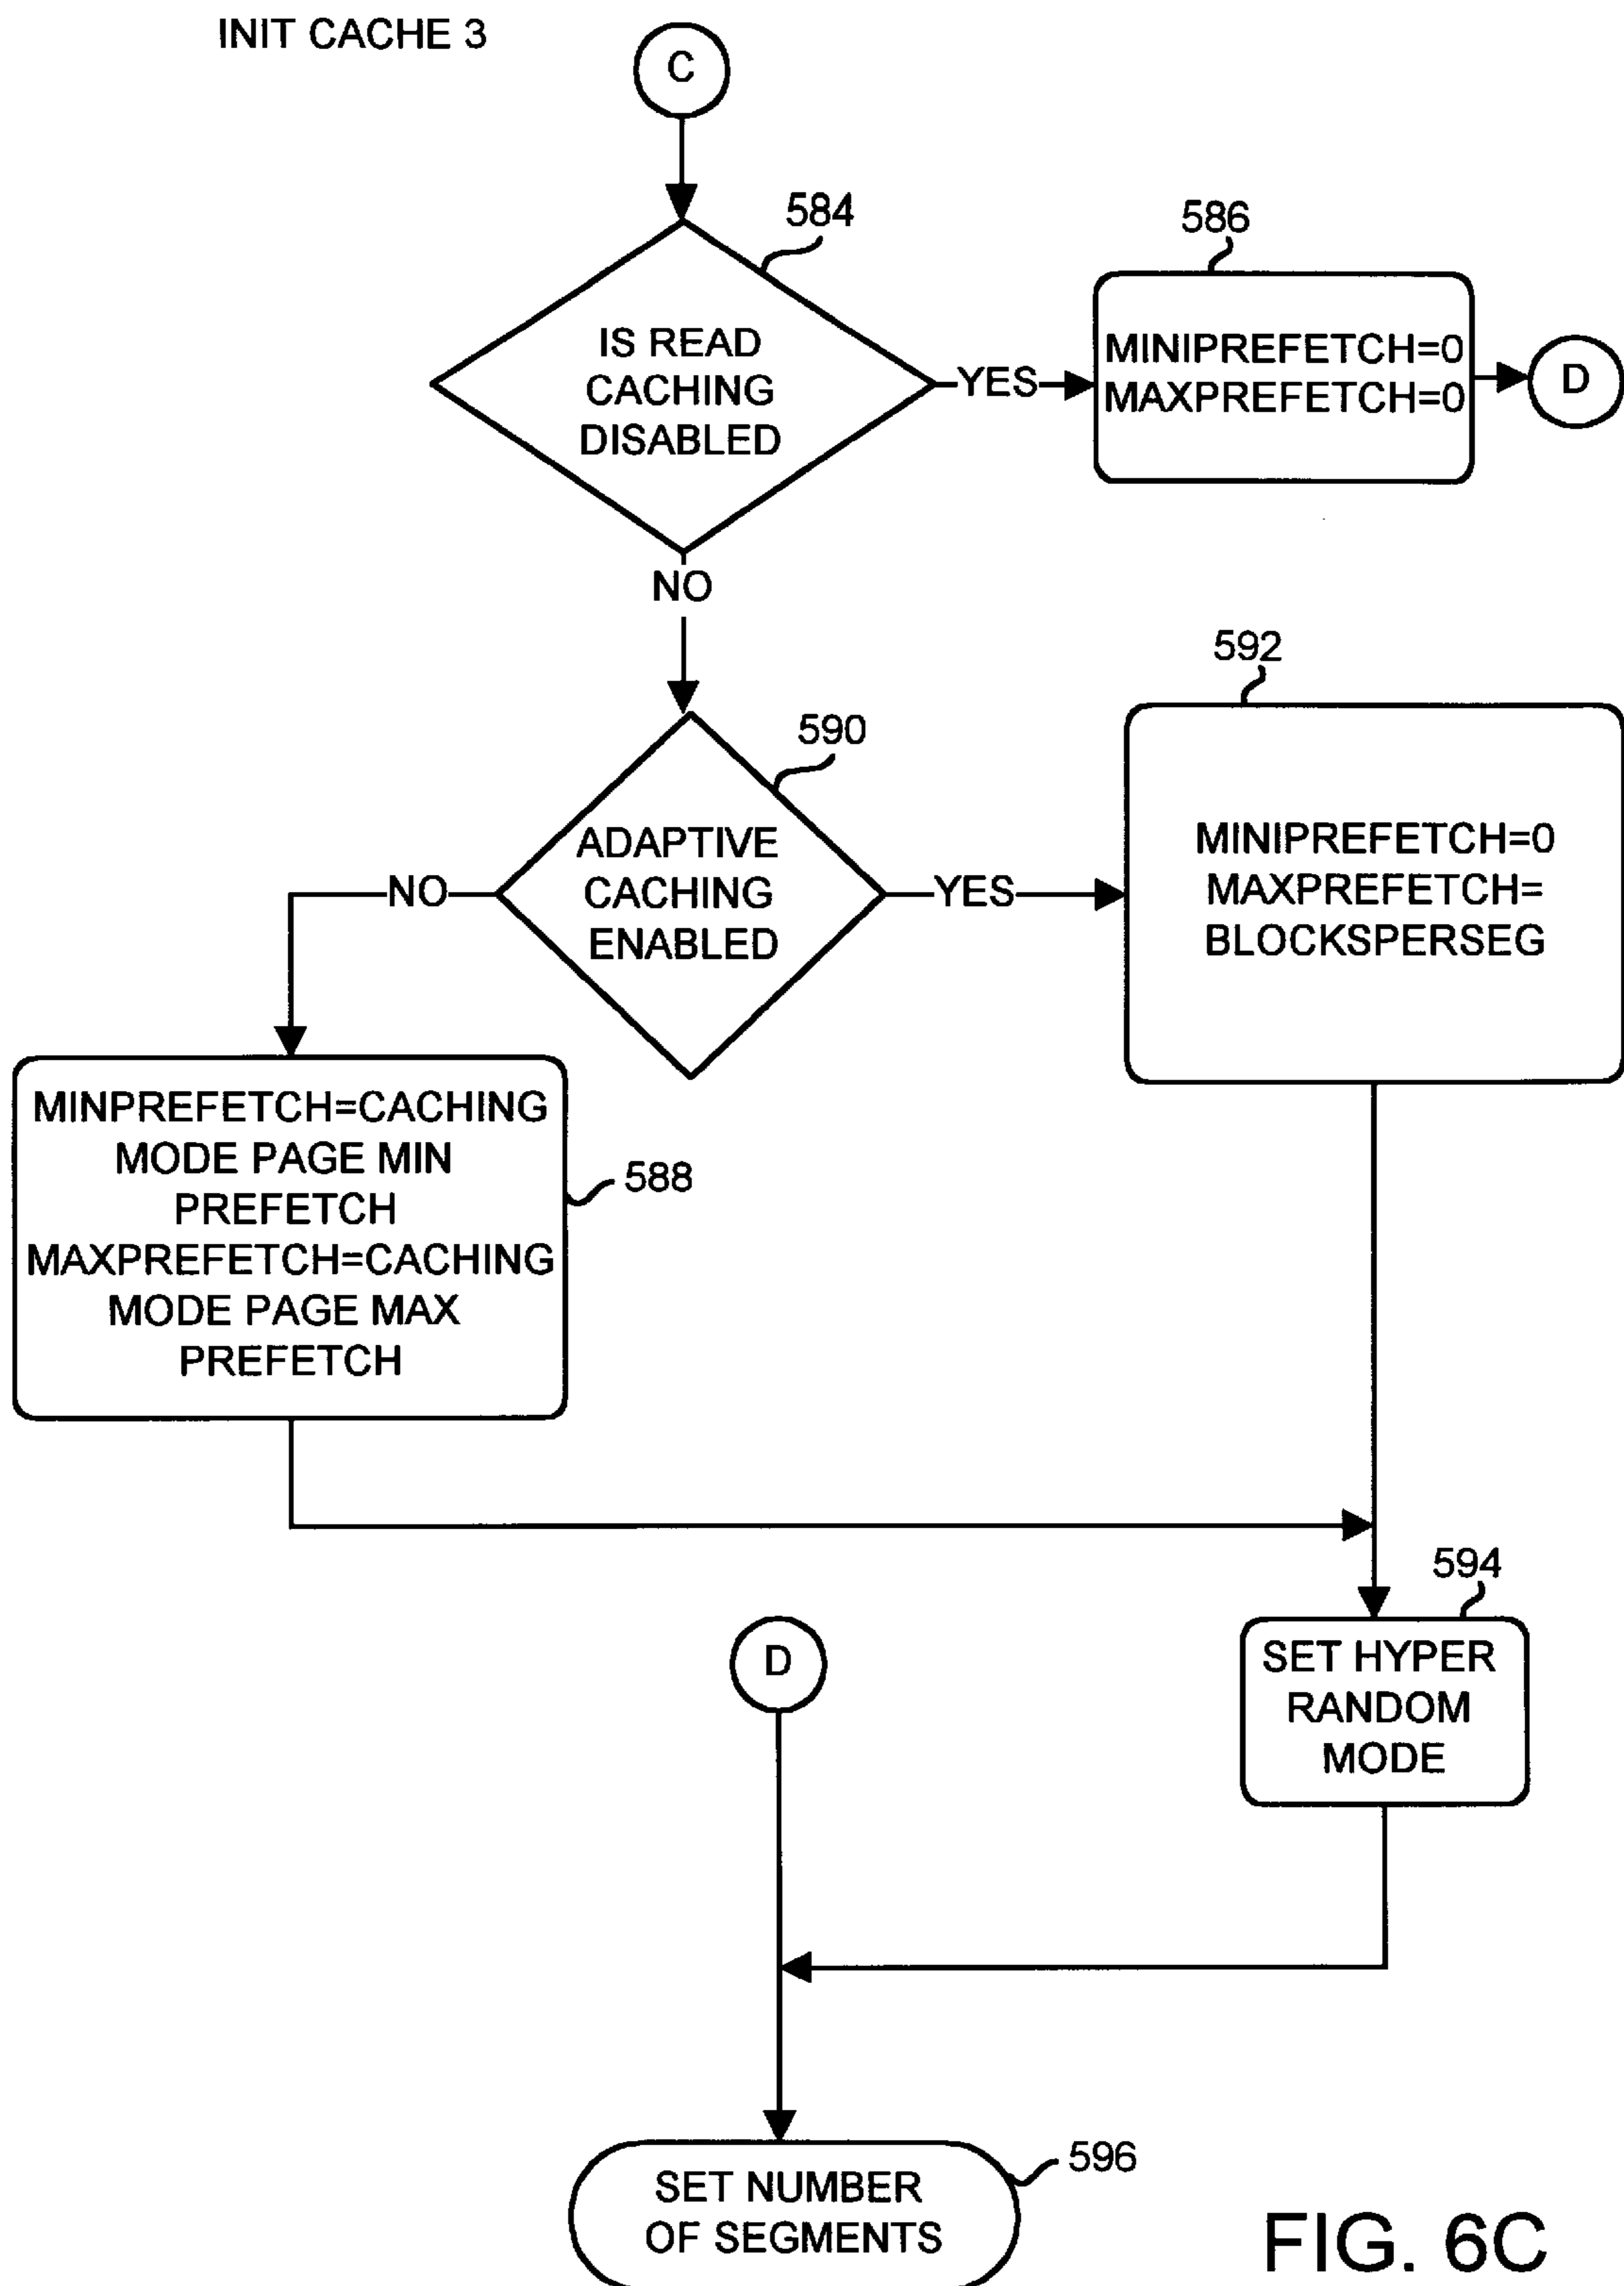 INIT CACHE 3
C
584
IS READ
CACHING
DISABLED
YES
586
MINIPREFETCH=0
MAXPREFETCH=0
D
NO
590
ADAPTIVE
CACHING
ENABLED
NO
YES
592
MINIPREFETCH=0
MAXPREFETCH=
BLOCKSPERSEG
MINPREFETCH=CACHING
MODE PAGE MIN
PREFETCH
MAXPREFETCH=CACHING
MODE PAGE MAX
PREFETCH
588
594
SET HYPER
RANDOM
MODE
D
SET NUMBER
OF SEGMENTS
596
FIG. 6C